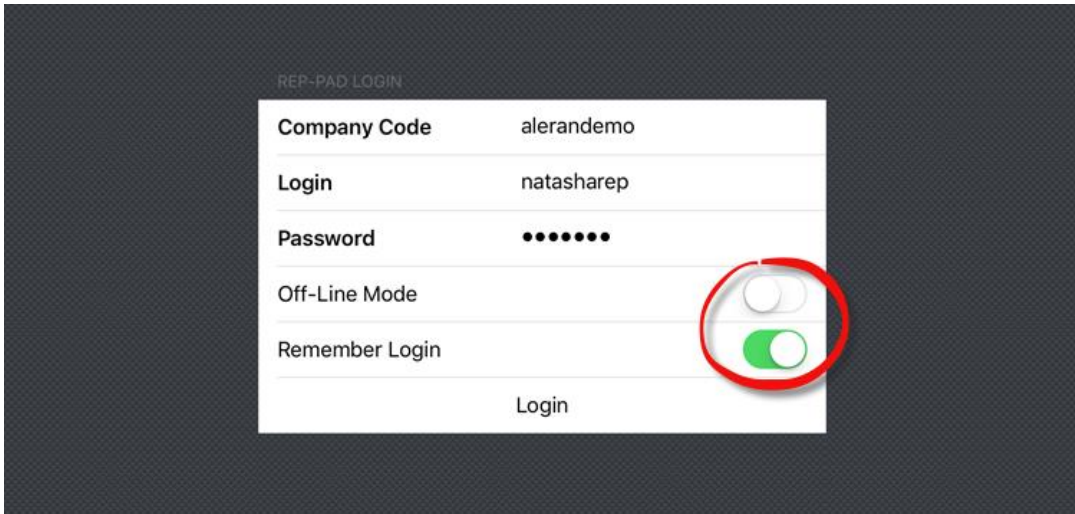 REP-PAD LOGIN
Company Code alerandemo
Login natasharep
Password •••••••
Off-Line Mode
Remember Login
Login